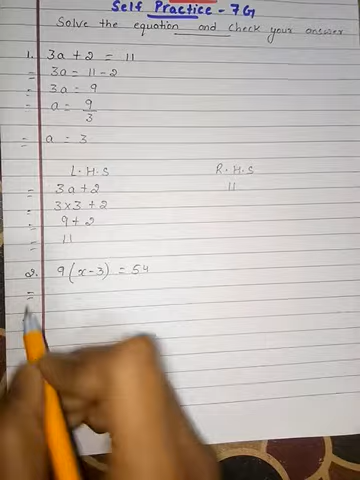 Self Practice - 7G
Solve the equation and check your answer
1. 3a + 2 = 11
= 3a = 11 - 2
= 3a = 9
= a = 9/3
= a = 3
L.H.S R.H.S
= 3a + 2 11
= 3 × 3 + 2
= 9 + 2
= 11
2. 9(x - 3) = 54
=